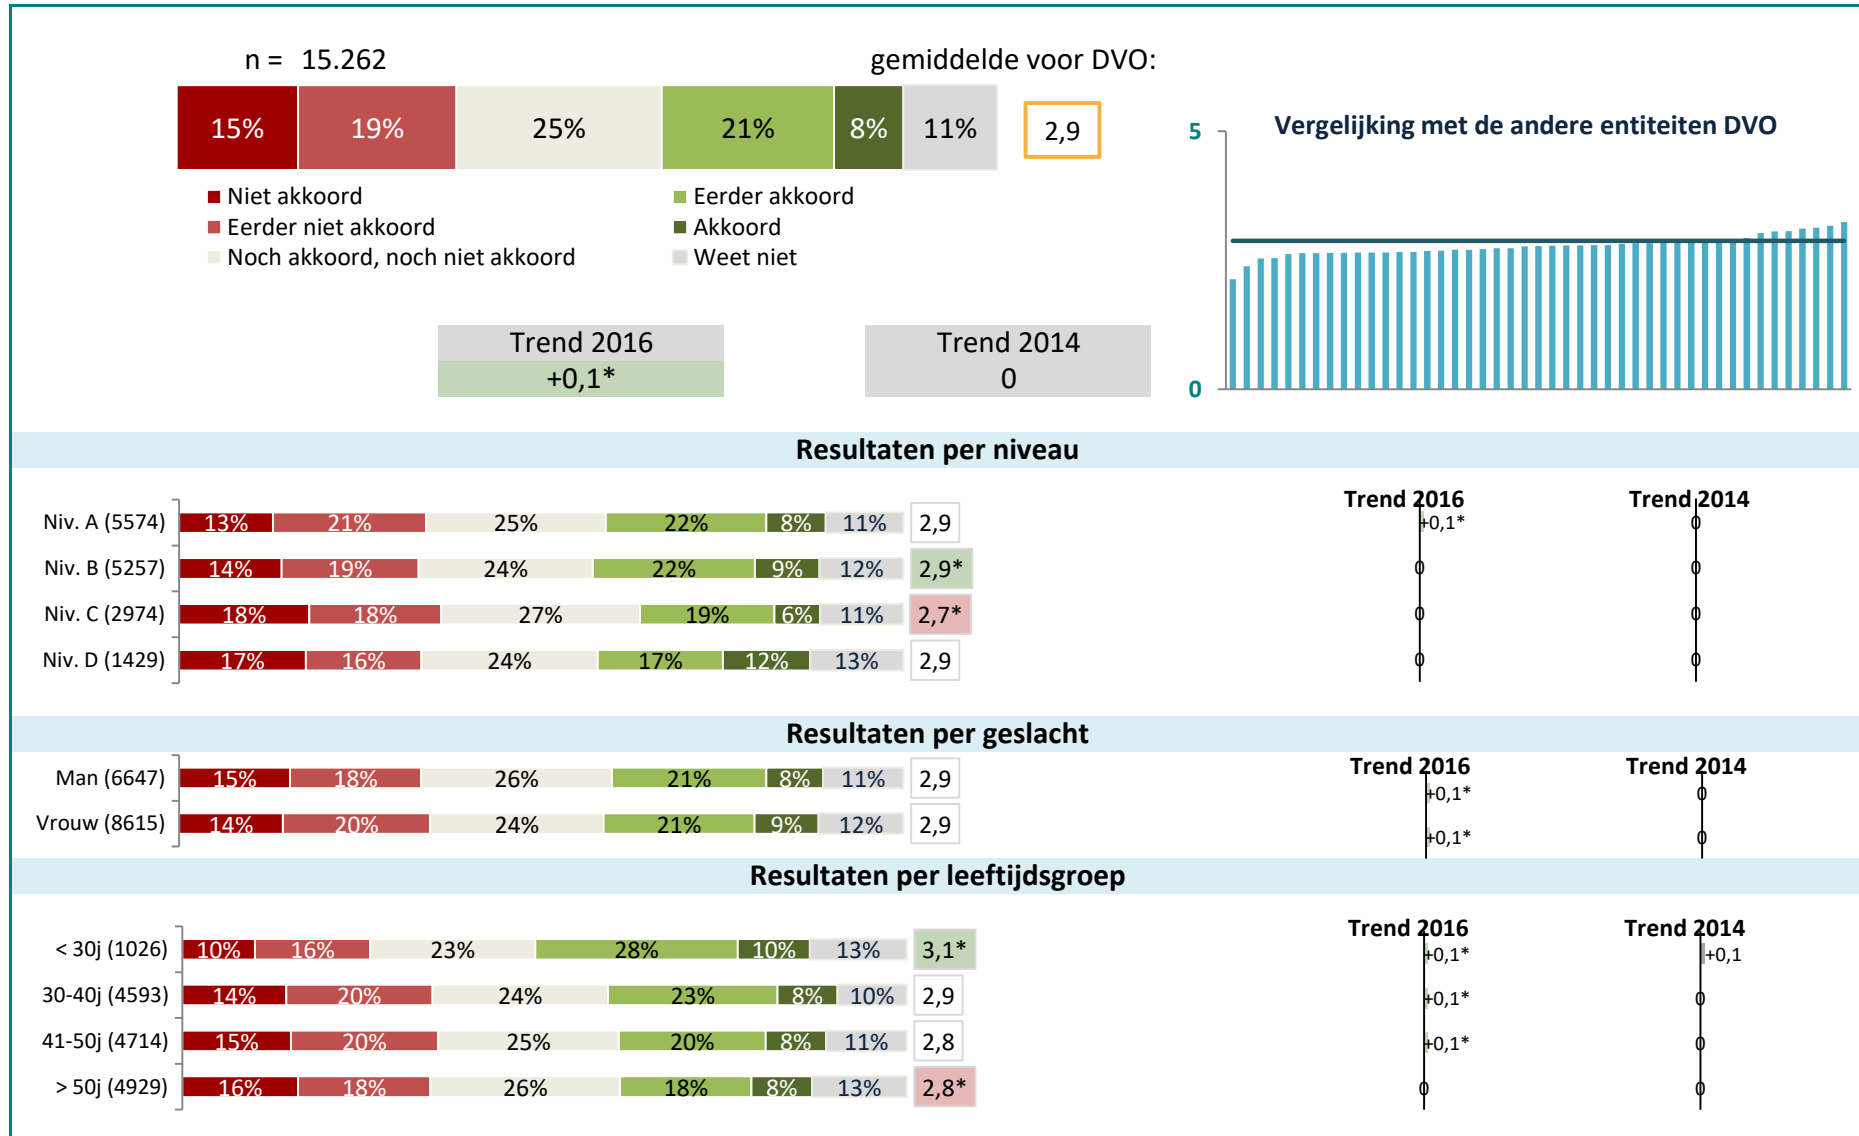 n = 15.262
gemiddelde voor DVO:
15% 19% 25% 21% 8% 11% 2,9
Niet akkoord
Eerder akkoord
Eerder niet akkoord
Akkoord
Noch akkoord, noch niet akkoord
Weet niet
Vergelijking met de andere entiteiten DVO
5
0
Trend 2016
+0,1*
Trend 2014
0
Resultaten per niveau
Trend 2016
Trend 2014
Niv. A (5574) 13% 21% 25% 22% 8% 11% 2,9 +0,1* 0
Niv. B (5257) 14% 19% 24% 22% 9% 12% 2,9* 0 0
Niv. C (2974) 18% 18% 27% 19% 6% 11% 2,7* 0 0
Niv. D (1429) 17% 16% 24% 17% 12% 13% 2,9 0 0
Resultaten per geslacht
Trend 2016
Trend 2014
Man (6647) 15% 18% 26% 21% 8% 11% 2,9 +0,1* 0
Vrouw (8615) 14% 20% 24% 21% 9% 12% 2,9 +0,1* 0
Resultaten per leeftijdsgroep
Trend 2016
Trend 2014
< 30j (1026) 10% 16% 23% 28% 10% 13% 3,1* +0,1* +0,1
30-40j (4593) 14% 20% 24% 23% 8% 10% 2,9 +0,1* 0
41-50j (4714) 15% 20% 25% 20% 8% 11% 2,8 +0,1* 0
> 50j (4929) 16% 18% 26% 18% 8% 13% 2,8* 0 0